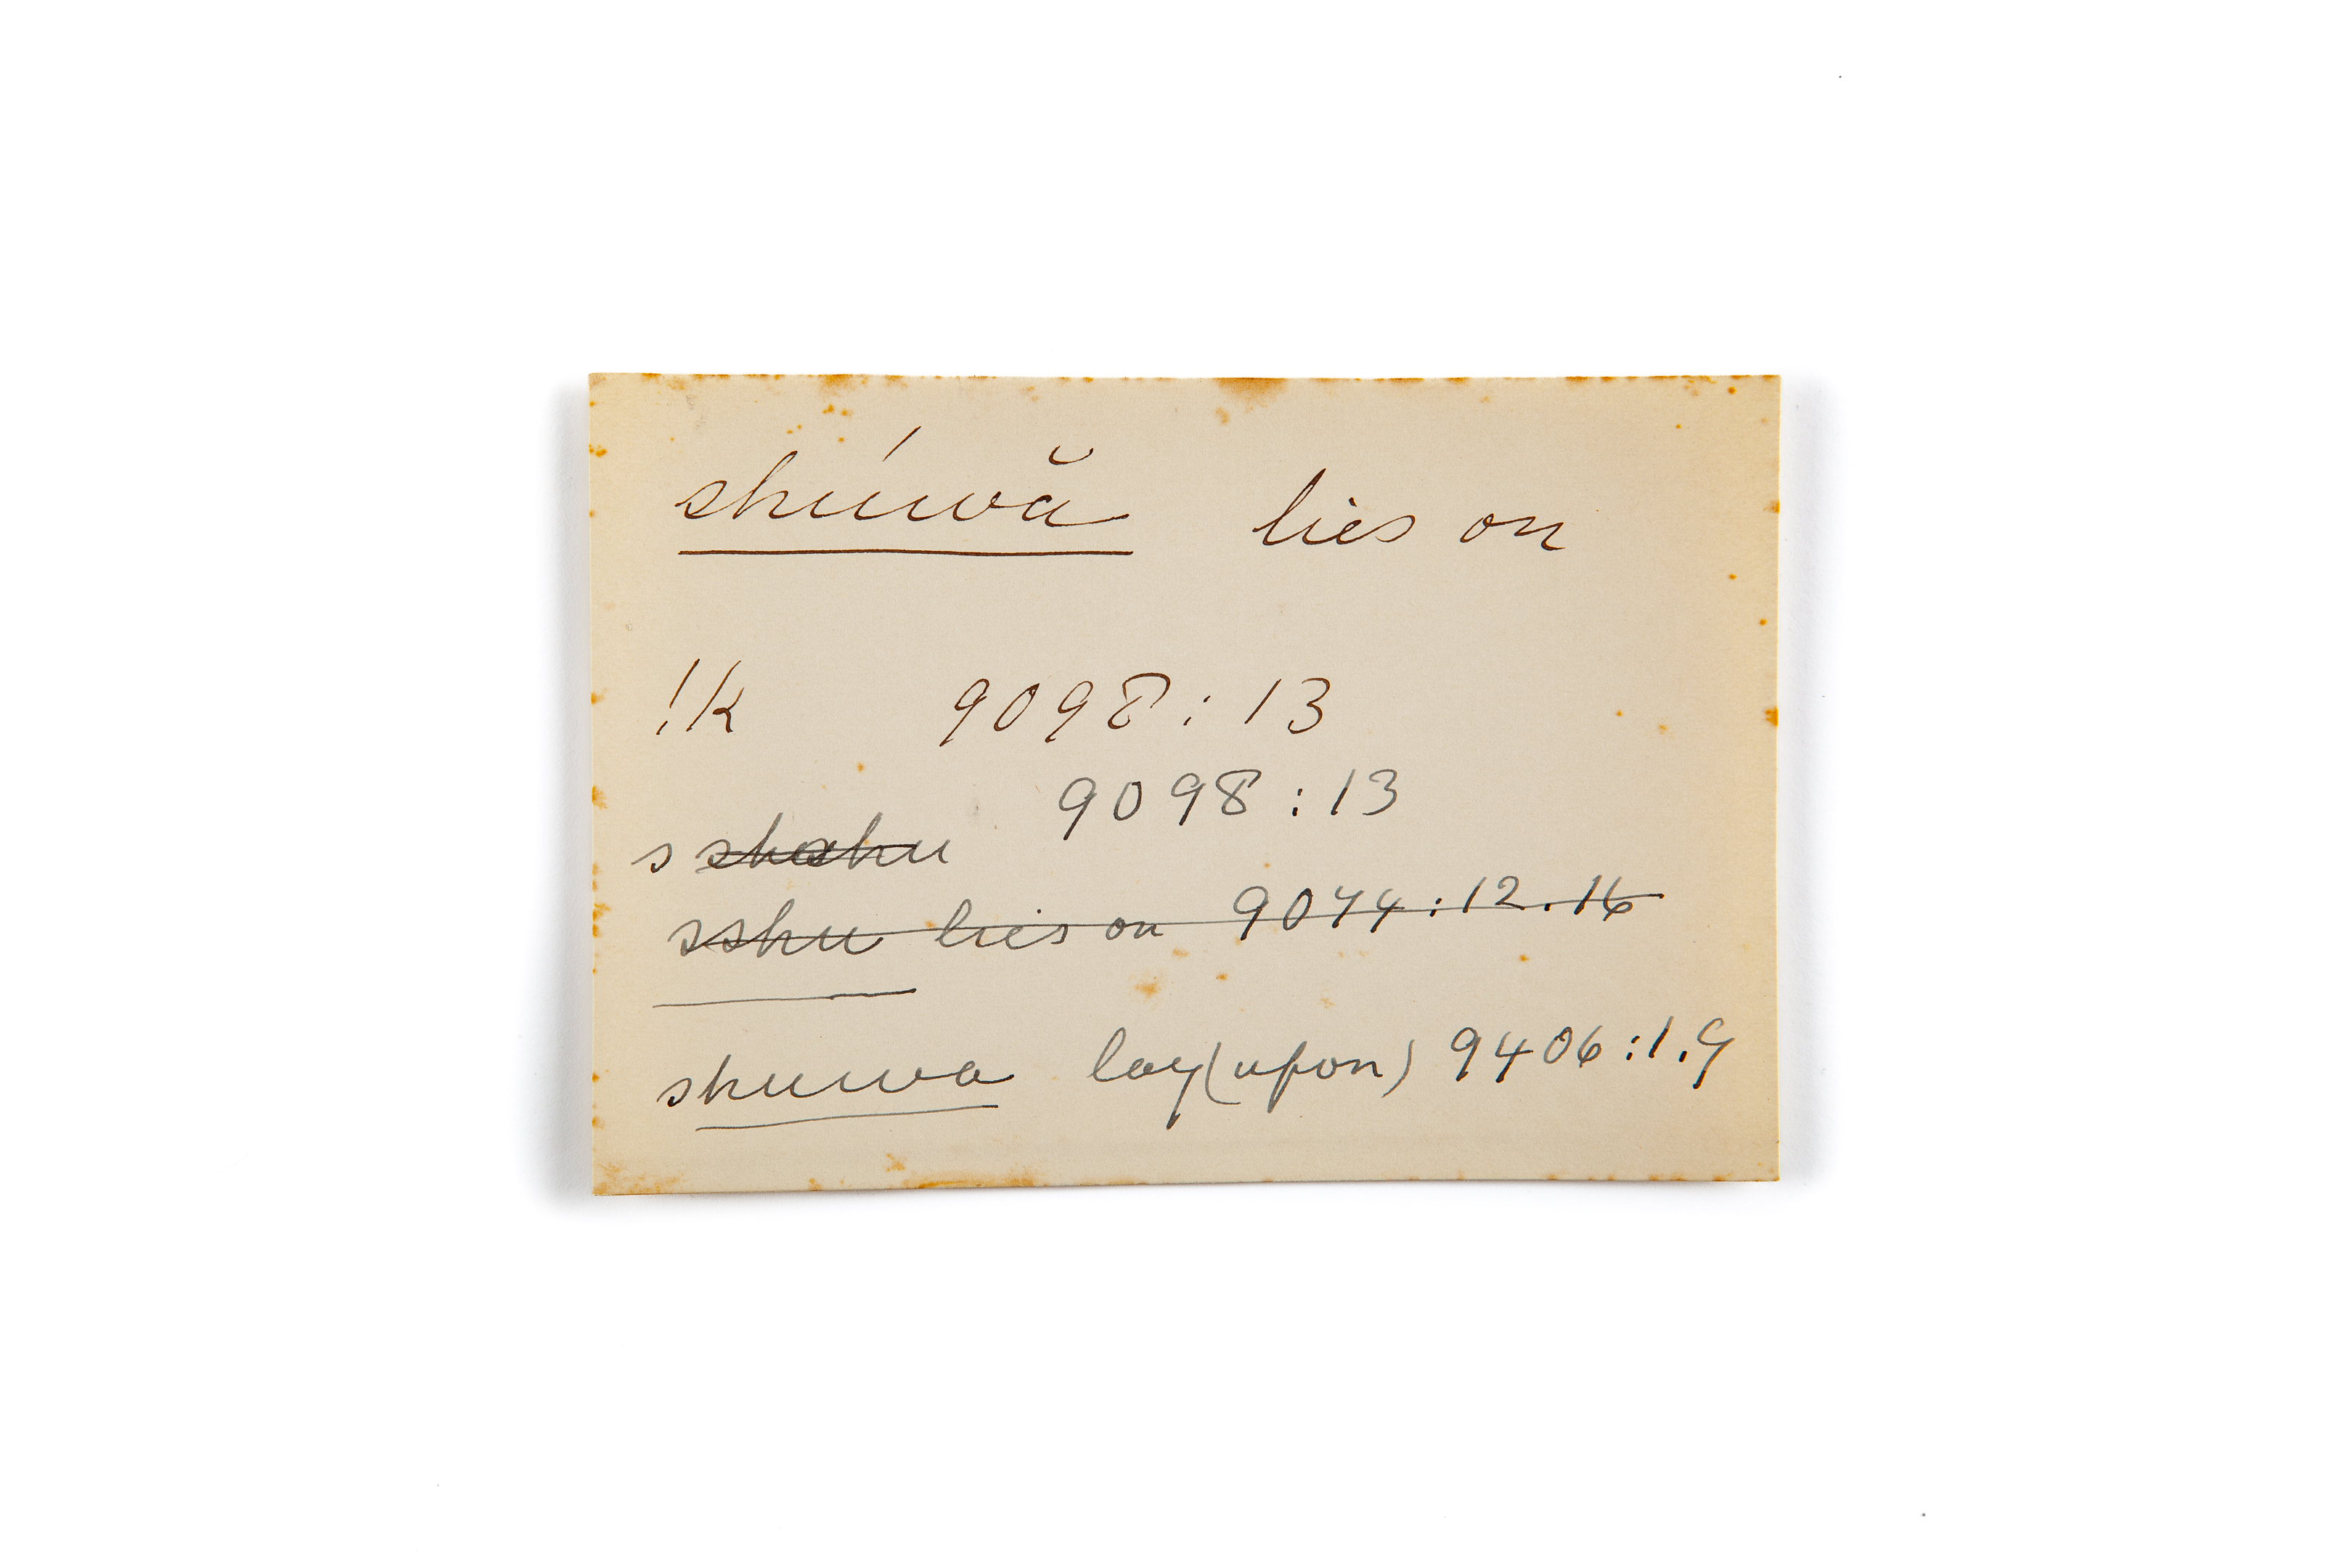 shúwă lies on
!k 9098:13
9098:13
s shu
sshu lies on 9074:12.16
shuwa lay (upon) 9406:1.9